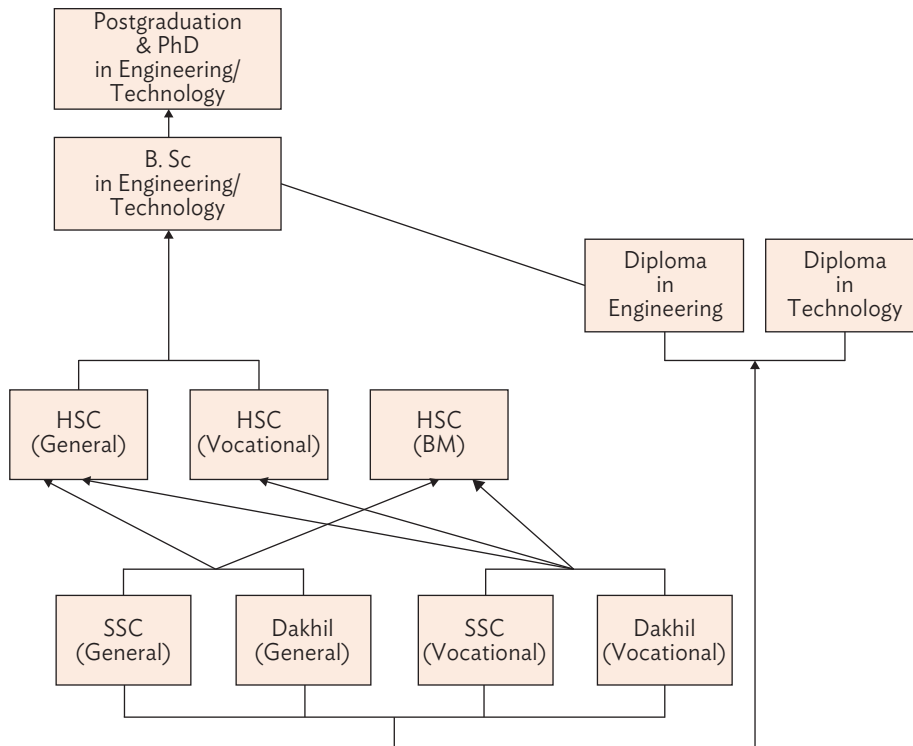 Postgraduation
& PhD
in Engineering/
Technology
B. Sc
in Engineering/
Technology
Diploma
in
Engineering
Diploma
in
Technology
HSC
(General)
HSC
(Vocational)
HSC
(BM)
SSC
(General)
Dakhil
(General)
SSC
(Vocational)
Dakhil
(Vocational)